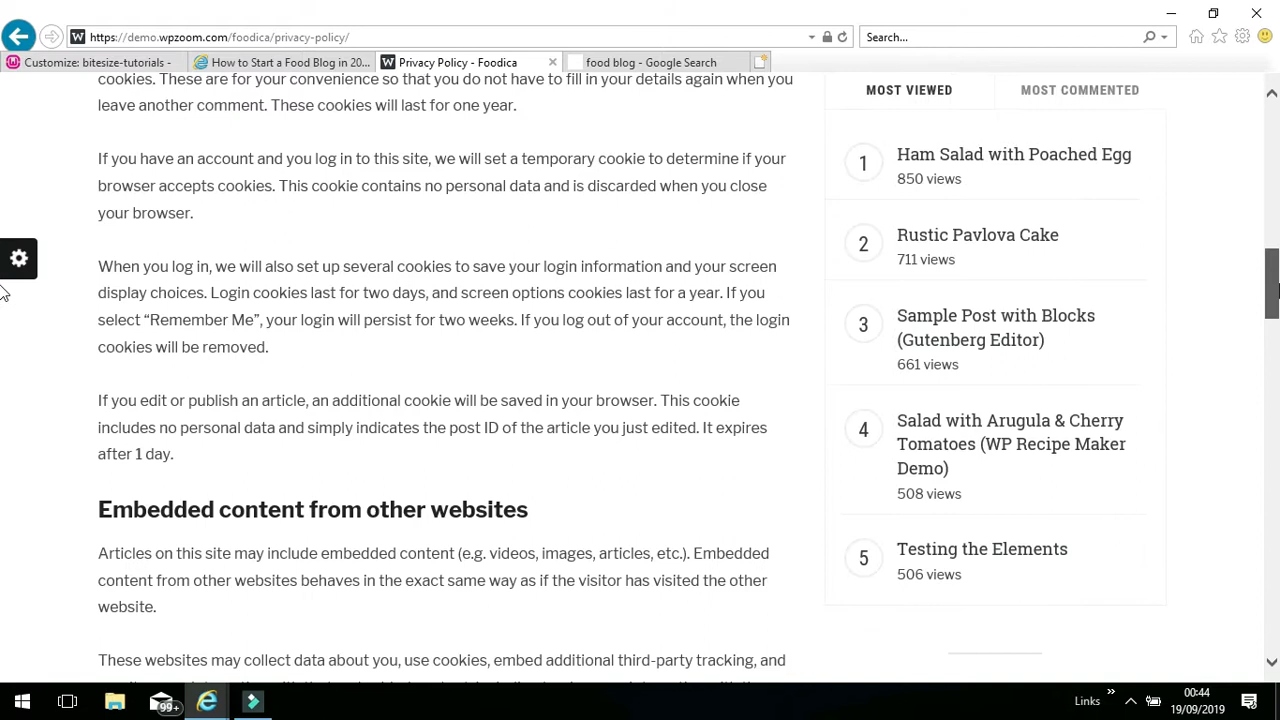 https://demo.wpzoom.com/foodica/privacy-policy/
Search...
Customize: bitesize-tutorials -
How to Start a Food Blog in 20...
Privacy Policy - Foodica
food blog - Google Search
cookies. These are for your convenience so that you do not have to fill in your details again when you
leave another comment. These cookies will last for one year.
If you have an account and you log in to this site, we will set a temporary cookie to determine if your
browser accepts cookies. This cookie contains no personal data and is discarded when you close
your browser.
When you log in, we will also set up several cookies to save your login information and your screen
display choices. Login cookies last for two days, and screen options cookies last for a year. If you
select “Remember Me”, your login will persist for two weeks. If you log out of your account, the login
cookies will be removed.
If you edit or publish an article, an additional cookie will be saved in your browser. This cookie
includes no personal data and simply indicates the post ID of the article you just edited. It expires
after 1 day.
Embedded content from other websites
Articles on this site may include embedded content (e.g. videos, images, articles, etc.). Embedded
content from other websites behaves in the exact same way as if the visitor has visited the other
website.
These websites may collect data about you, use cookies, embed additional third-party tracking, and
MOST VIEWED
MOST COMMENTED
1
Ham Salad with Poached Egg
850 views
2
Rustic Pavlova Cake
711 views
3
Sample Post with Blocks
(Gutenberg Editor)
661 views
4
Salad with Arugula & Cherry
Tomatoes (WP Recipe Maker
Demo)
508 views
5
Testing the Elements
506 views
99+
Links
00:44
19/09/2019